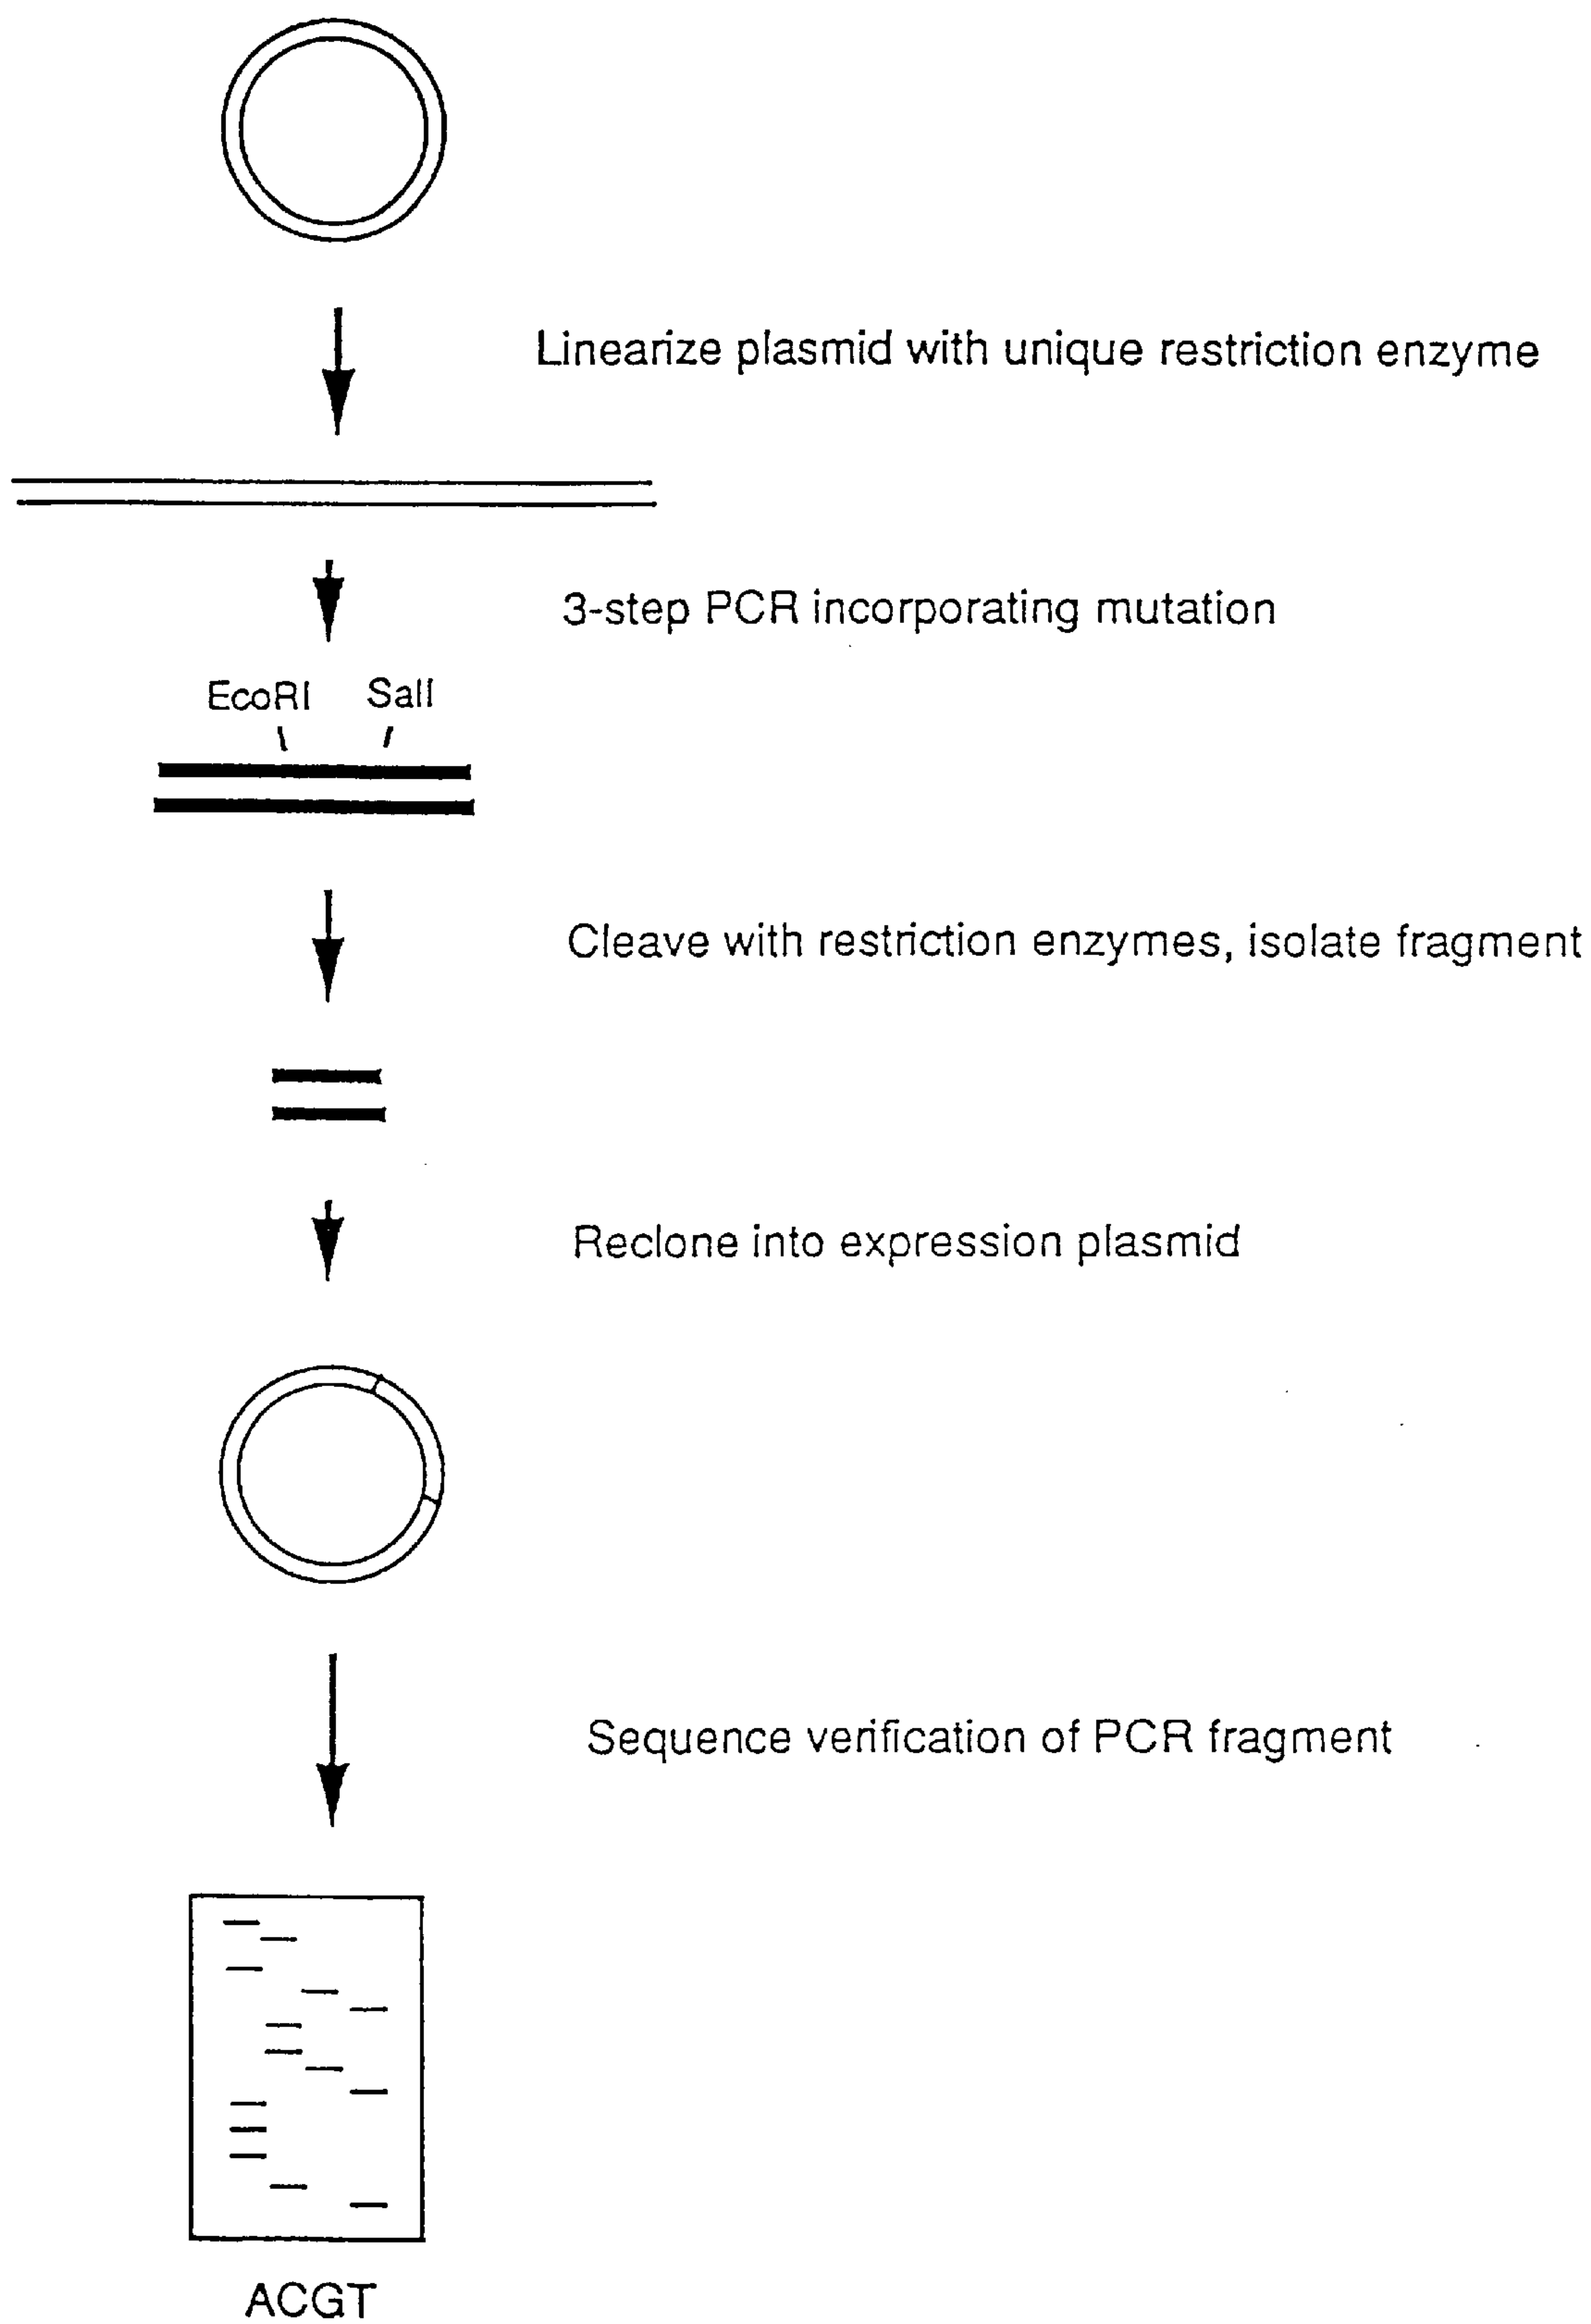 Linearize plasmid with unique restriction enzyme
3-step PCR incorporating mutation
EcoRI SalI
Cleave with restriction enzymes, isolate fragment
Reclone into expression plasmid
Sequence verification of PCR fragment
ACGT